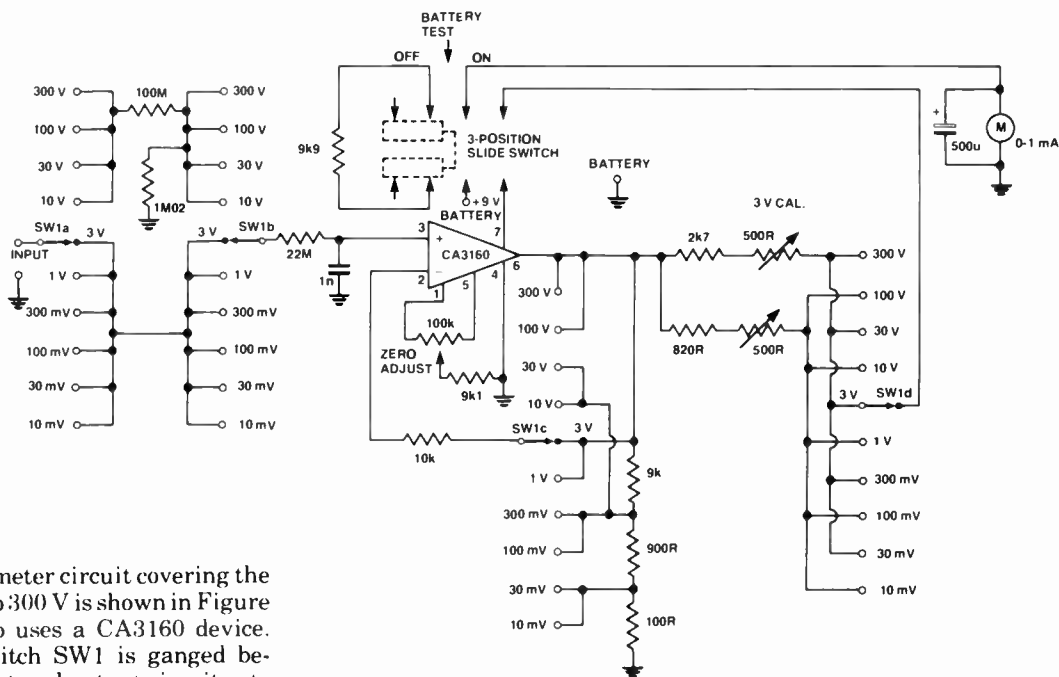 BATTERY
TEST
OFF
ON
300 V
100M
300 V
100 V
100 V
30 V
30 V
10 V
10 V
1M02
9k9
3-POSITION
SLIDE SWITCH
+
500u
M
0-1 mA
BATTERY
+9 V
BATTERY
SW1a
3 V
3 V
SW1b
INPUT
22M
1n
3
+
7
CA3160
6
2
−
1
5
4
100k
ZERO
ADJUST
9k1
1 V
1 V
300 mV
300 mV
100 mV
100 mV
30 mV
30 mV
10 mV
10 mV
3 V CAL.
2k7
500R
820R
500R
300 V
100 V
30 V
10 V
SW1c
3 V
10k
1 V
300 mV
100 mV
30 mV
10 mV
9k
900R
100R
300 V
100 V
30 V
10 V
3 V
SW1d
1 V
300 mV
100 mV
30 mV
10 mV
meter circuit covering the
300 V is shown in Figure
uses a CA3160 device.
itch SW1 is ganged be-